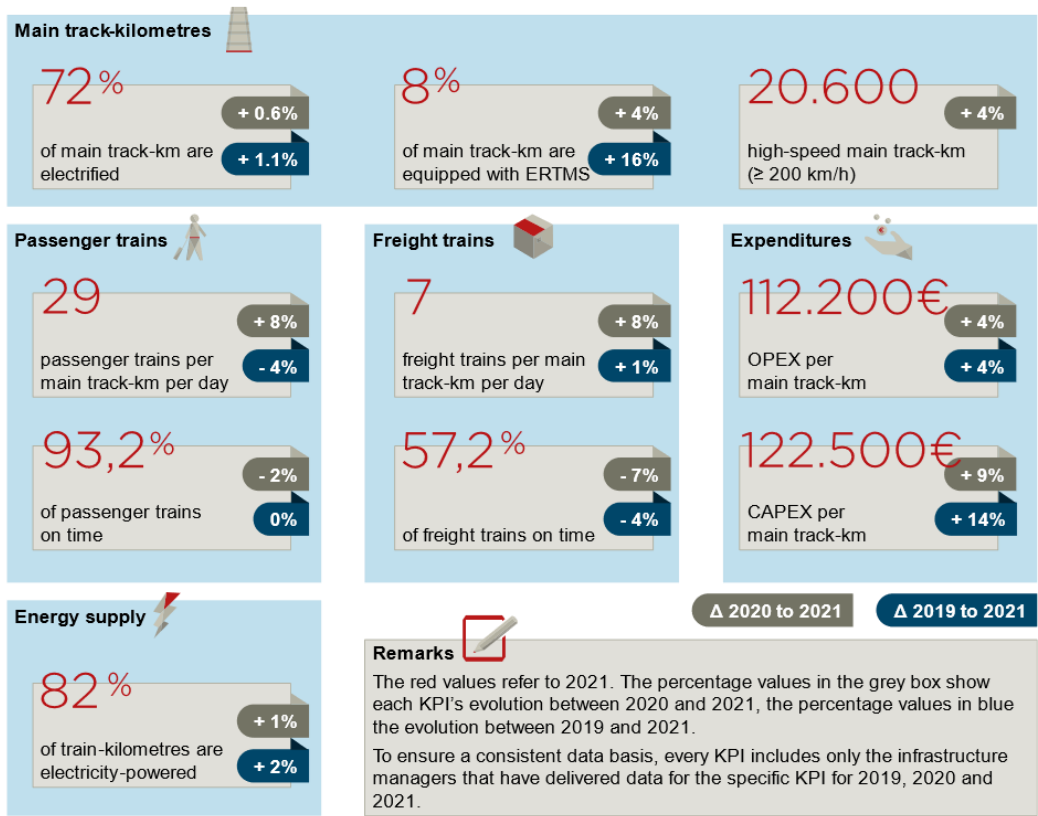 Main track-kilometres
72 %
+ 0.6%
of main track-km are
electrified
+ 1.1%
8%
+ 4%
of main track-km are
equipped with ERTMS
+ 16%
20.600
+ 4%
high-speed main track-km
(≥ 200 km/h)
Passenger trains
29
+ 8%
passenger trains per
main track-km per day
- 4%
93,2%
- 2%
of passenger trains
on time
0%
Freight trains
7
+ 8%
freight trains per main
track-km per day
+ 1%
57,2%
- 7%
of freight trains on time
- 4%
Expenditures
112.200€
+ 4%
OPEX per
main track-km
+ 4%
122.500€
+ 9%
CAPEX per
main track-km
+ 14%
Energy supply
82 %
+ 1%
of train-kilometres are
electricity-powered
+ 2%
Δ 2020 to 2021
Δ 2019 to 2021
Remarks
The red values refer to 2021. The percentage values in the grey box show
each KPI's evolution between 2020 and 2021, the percentage values in blue
the evolution between 2019 and 2021.
To ensure a consistent data basis, every KPI includes only the infrastructure
managers that have delivered data for the specific KPI for 2019, 2020 and
2021.